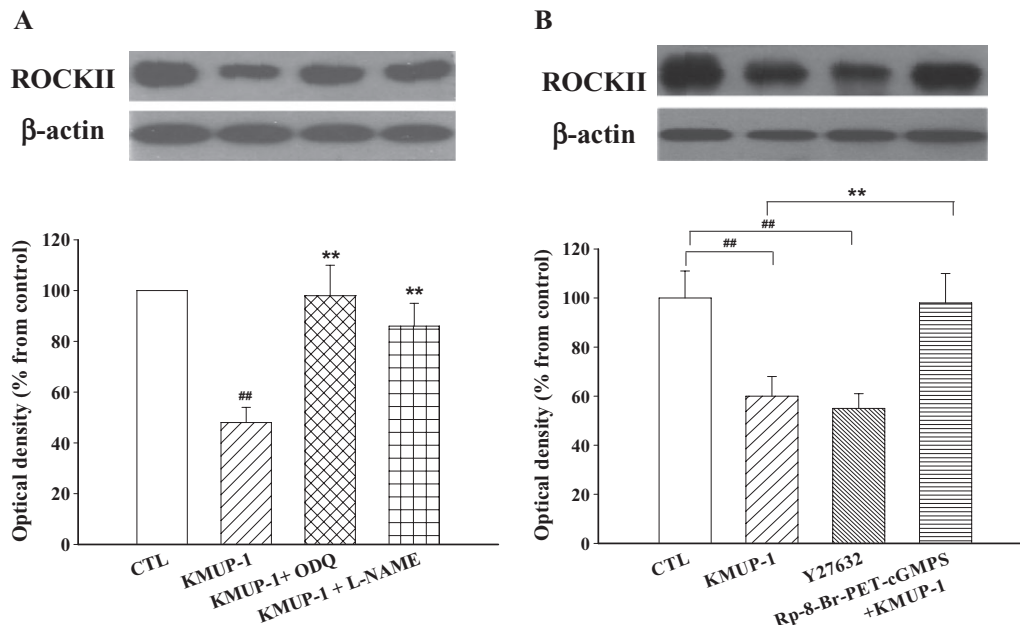 A
ROCKII
β-actin
Optical density (% from control)
120
100
80
60
40
20
0
##
**
**
CTL
KMUP-1
KMUP-1+ ODQ
KMUP-1 + L-NAME
B
ROCKII
β-actin
**
##
##
Optical density (% from control)
120
100
80
60
40
20
0
CTL
KMUP-1
Y27632
Rp-8-Br-PET-cGMPS
+KMUP-1